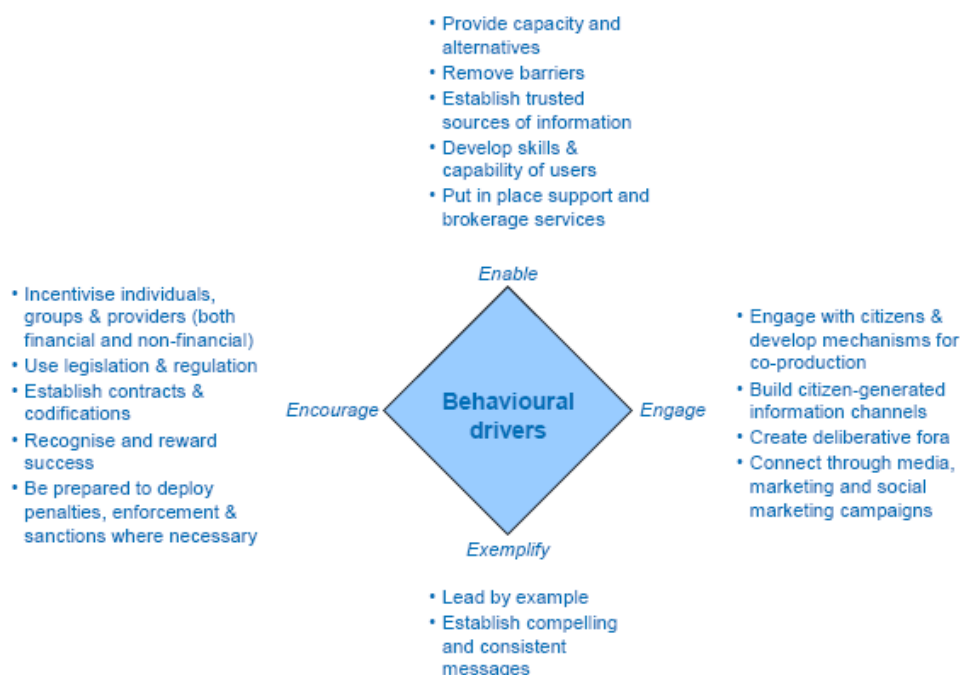 • Provide capacity and
alternatives
• Remove barriers
• Establish trusted
sources of information
• Develop skills &
capability of users
• Put in place support and
brokerage services
Enable
• Incentivise individuals,
groups & providers (both
financial and non-financial)
• Use legislation & regulation
• Establish contracts &
codifications
• Recognise and reward
success
• Be prepared to deploy
penalties, enforcement &
sanctions where necessary
Encourage
Behavioural
drivers
Engage
• Engage with citizens &
develop mechanisms for
co-production
• Build citizen-generated
information channels
• Create deliberative fora
• Connect through media,
marketing and social
marketing campaigns
Exemplify
• Lead by example
• Establish compelling
and consistent
messages